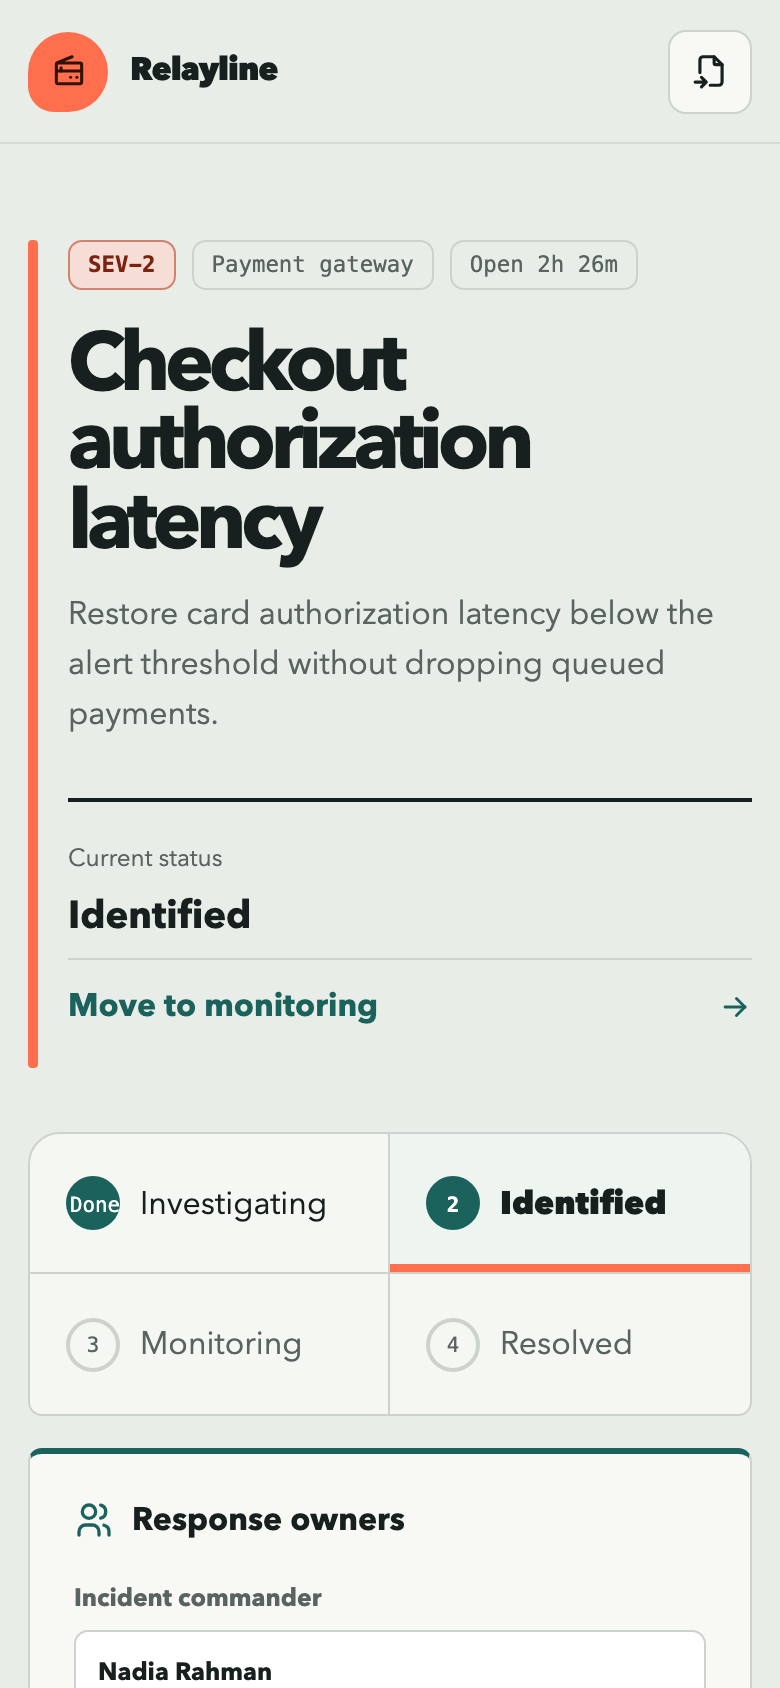 Relayline
SEV–2
Payment gateway
Open 2h 26m
Checkout
authorization
latency
Restore card authorization latency below the
alert threshold without dropping queued
payments.
Current status
Identified
Move to monitoring
Done Investigating
2 Identified
3 Monitoring
4 Resolved
Response owners
Incident commander
Nadia Rahman